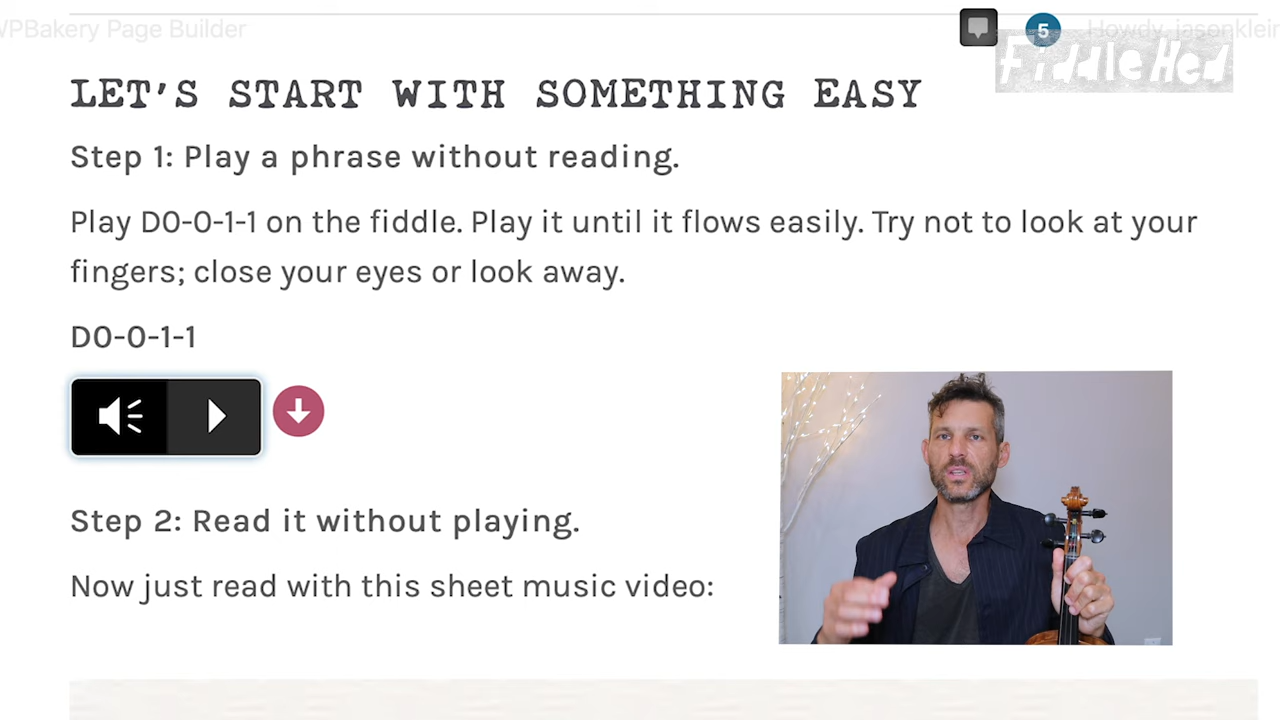 WPBakery Page Builder
5
Howdy, jasonklein
FiddleHed
LET'S START WITH SOMETHING EASY
Step 1: Play a phrase without reading.
Play D0-0-1-1 on the fiddle. Play it until it flows easily. Try not to look at your
fingers; close your eyes or look away.
D0-0-1-1
Step 2: Read it without playing.
Now just read with this sheet music video: